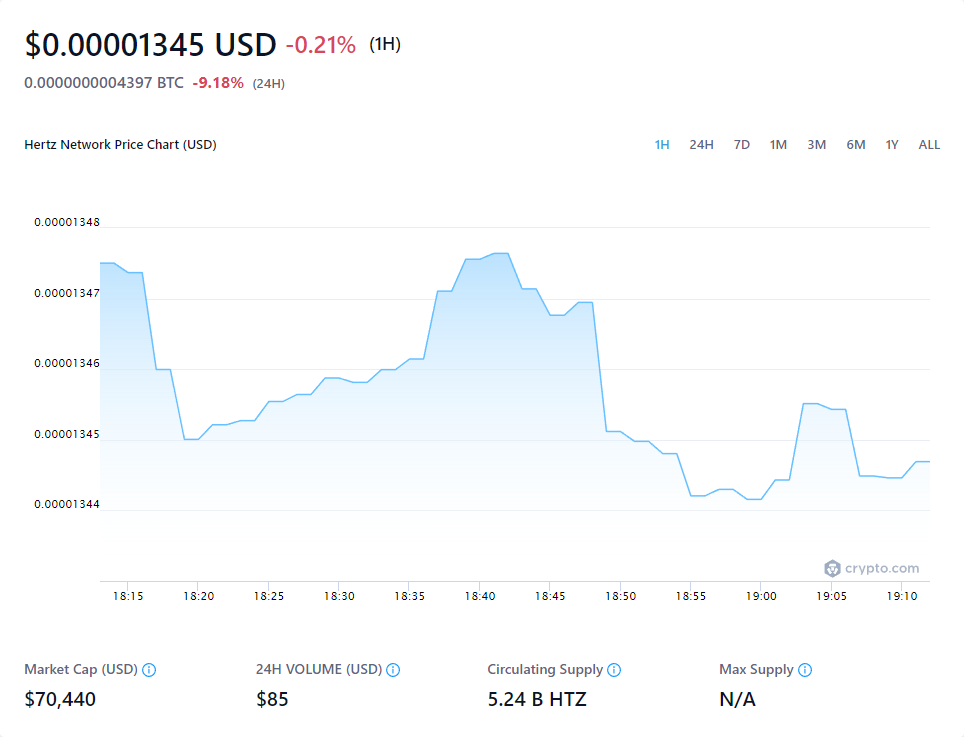 $0.00001345 USD -0.21% (1H)
0.0000000004397 BTC -9.18% (24H)
Hertz Network Price Chart (USD) 1H 24H 7D 1M 3M 6M 1Y ALL
0.00001348
0.00001347
0.00001346
0.00001345
0.00001344
crypto.com
18:15 18:20 18:25 18:30 18:35 18:40 18:45 18:50 18:55 19:00 19:05 19:10
Market Cap (USD) 24H VOLUME (USD) Circulating Supply Max Supply
$70,440 $85 5.24 B HTZ N/A